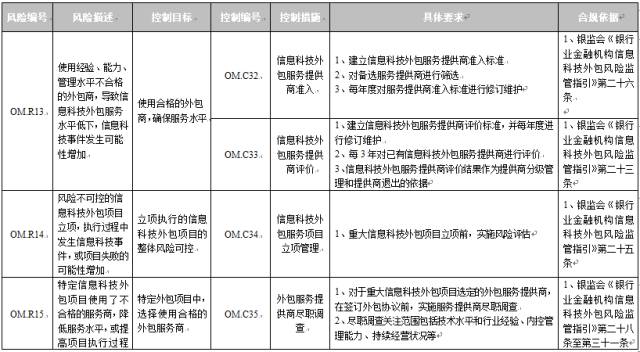 风险编号 风险描述 控制目标 控制编号 控制措施 具体要求 合规依据
OM.R13
使用经验、能力、
管理水平不合格
的外包商，导致信
息科技外包服务
水平低下，信息科
技事件发生可能
性增加
使用合格的外包
商，确保服务水平
OM.C32
信息科技外
包服务提供
商准入
1、建立信息科技外包服务提供商准入标准
2、对备选服务提供商进行筛选
3、每年度对服务提供商准入标准进行修订维护
1、银监会《银行
业金融机构信息
科技外包风险监
管指引》第二十六
条
OM.C33
信息科技外
包服务提供
商评价
1、建立信息科技外包服务提供商评价标准，并每年度进
行修订维护
2、每3年对已有信息科技外包服务提供商进行评价
3、信息科技外包服务提供商评价结果作为提供商分级管
理和提供商退出的依据
1、银监会《银行
业金融机构信息
科技外包风险监
管指引》第二十三
条
OM.R14
风险不可控的信
息科技外包项目
立项，执行过程中
发生信息科技事
件，或项目失败的
可能性增加
立项执行的信息
科技外包项目的
整体风险可控
OM.C34
信息科技外
包服务项目
立项管理
1、重大信息科技外包项目立项前，实施风险评估
1、银监会《银行
业金融机构信息
科技外包风险监
管指引》第二十五
条
OM.R15
特定信息科技外
包项目使用了不
合格的服务商，降
低服务水平，或提
高项目执行过程
特定外包项目中，
选择使用合格的
外包服务商
OM.C35
外包服务提
供商尽职调
查
1、对于重大信息科技外包项目选定的外包服务提供商，
在签订外包协议前，实施服务提供商尽职调查
2、尽职调查关注范围包括技术水平和行业经验、内控管
理能力、持续经营状况等
1、银监会《银行
业金融机构信息
科技外包风险监
管指引》第二十八
条至第三十一条